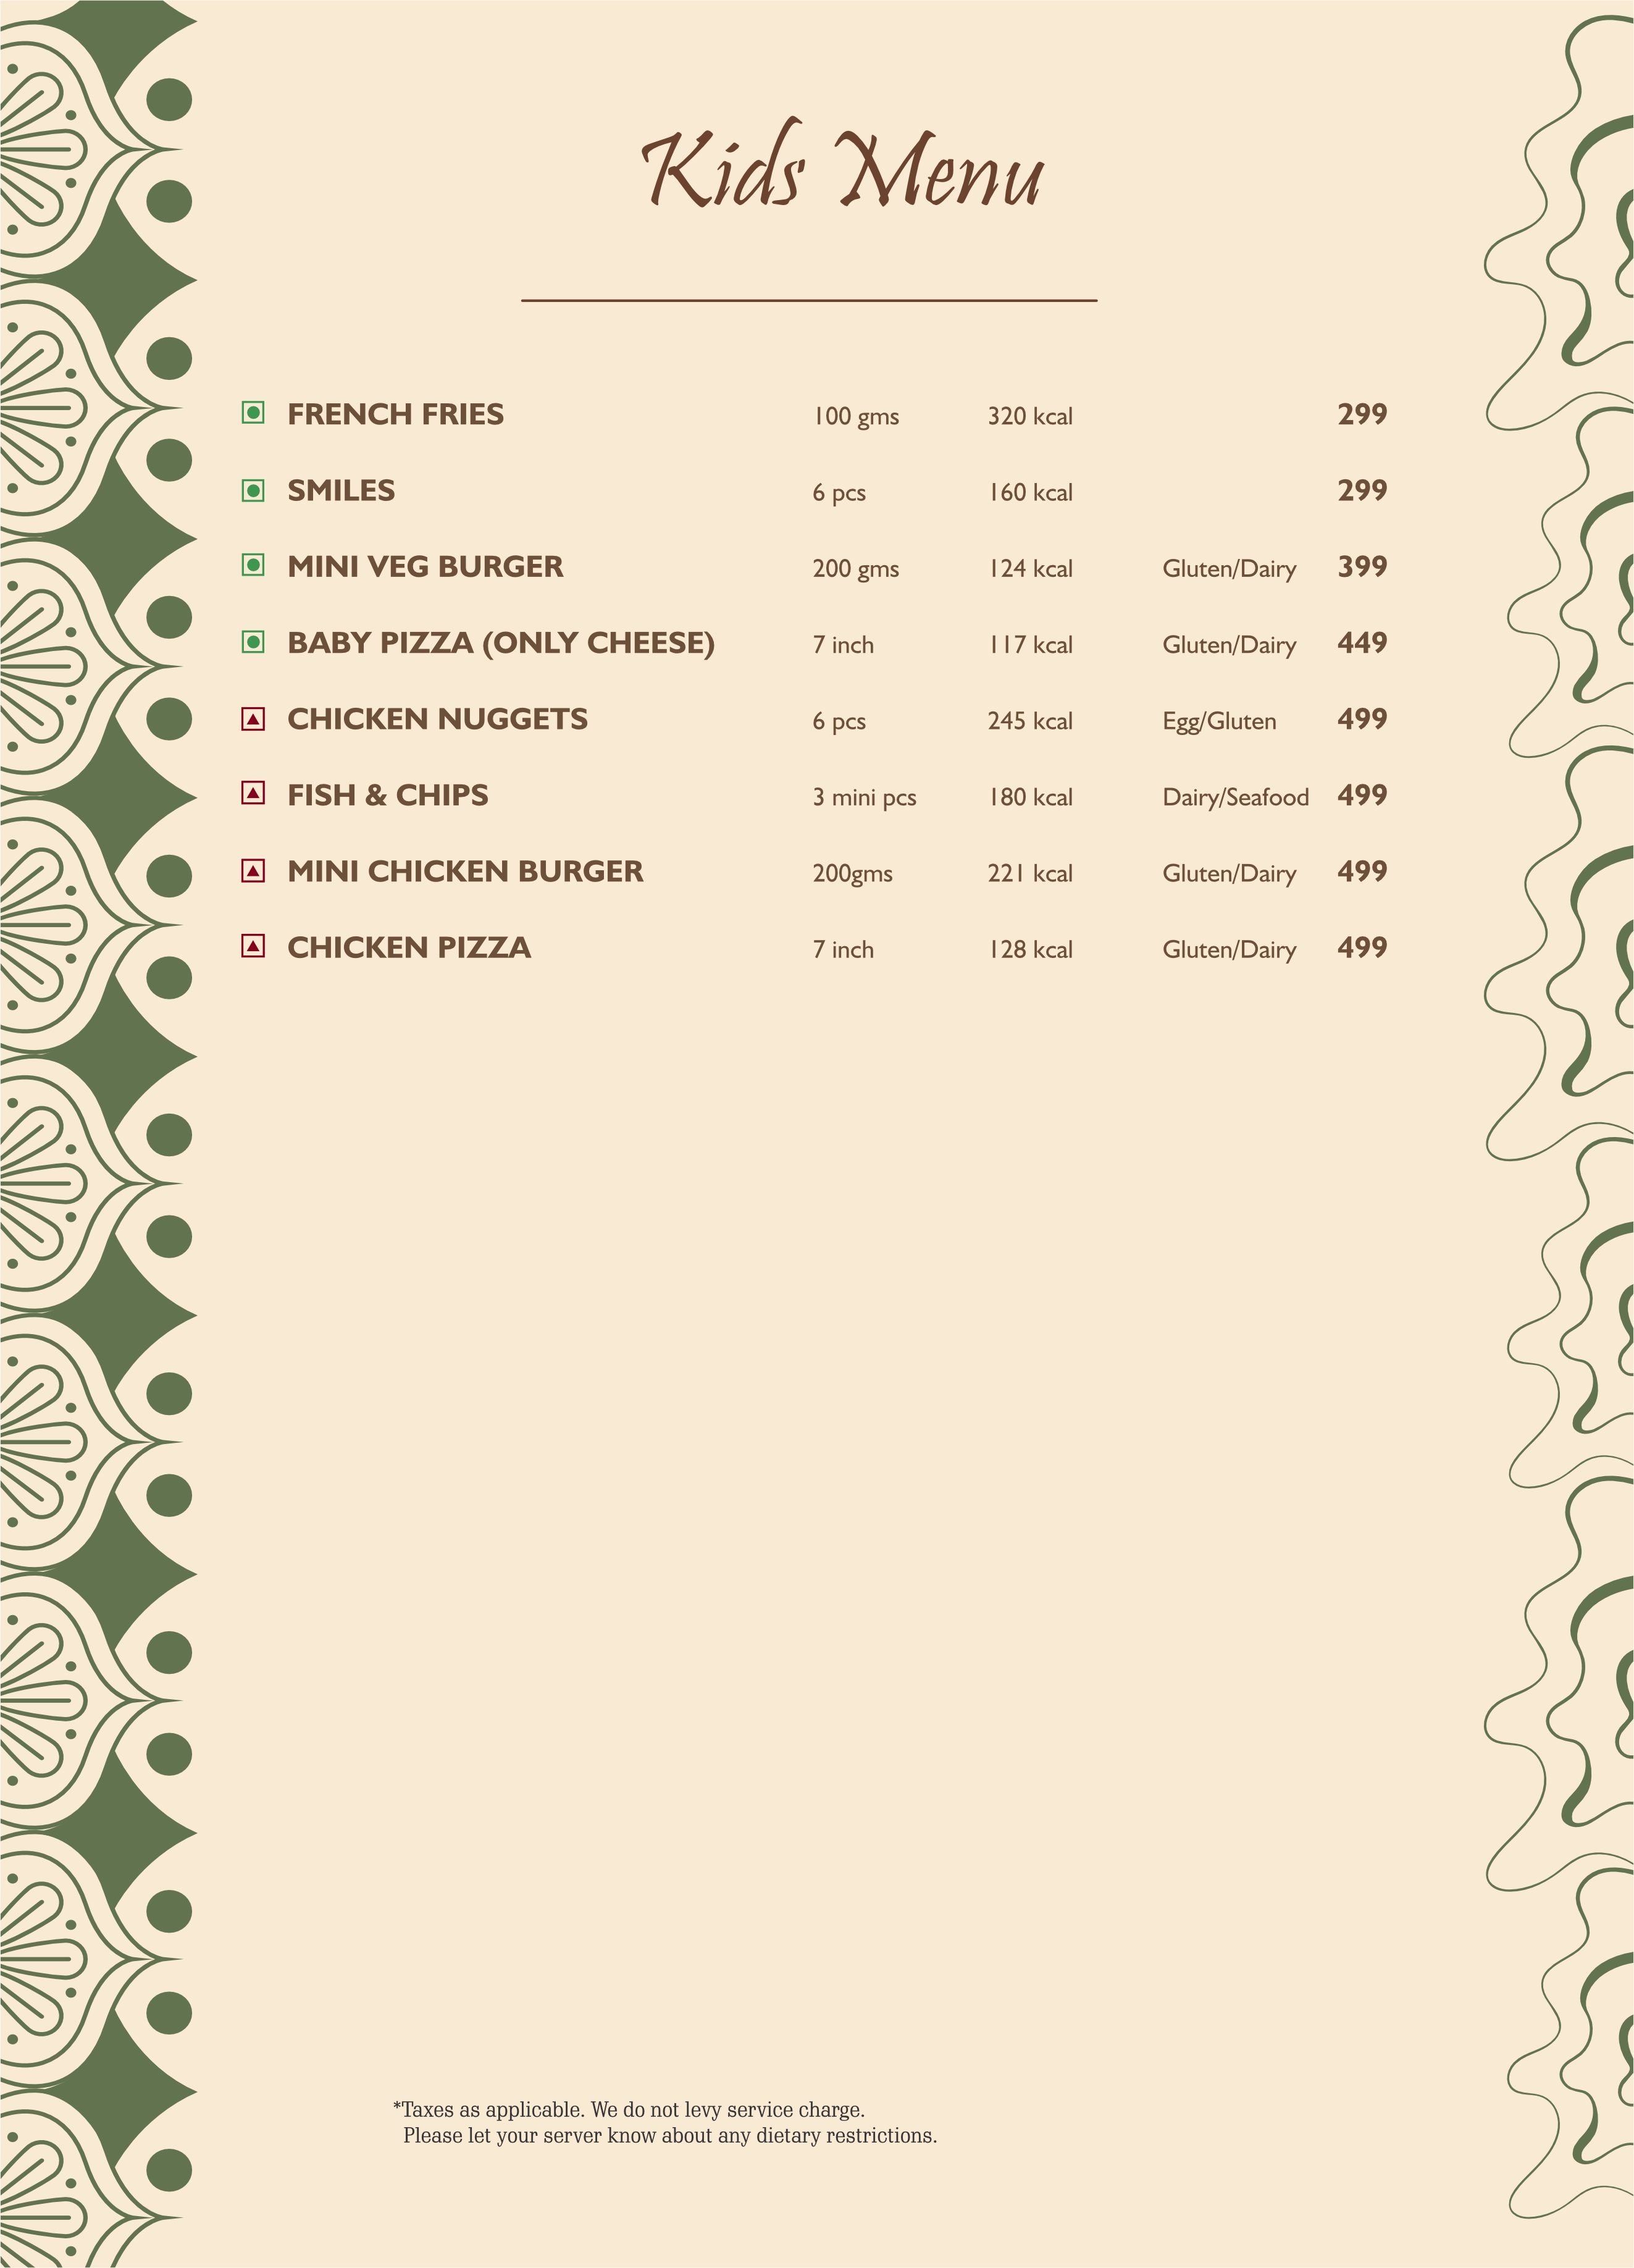 Kids' Menu
FRENCH FRIES 100 gms 320 kcal 299
SMILES 6 pcs 160 kcal 299
MINI VEG BURGER 200 gms 124 kcal Gluten/Dairy 399
BABY PIZZA (ONLY CHEESE) 7 inch 117 kcal Gluten/Dairy 449
CHICKEN NUGGETS 6 pcs 245 kcal Egg/Gluten 499
FISH & CHIPS 3 mini pcs 180 kcal Dairy/Seafood 499
MINI CHICKEN BURGER 200gms 221 kcal Gluten/Dairy 499
CHICKEN PIZZA 7 inch 128 kcal Gluten/Dairy 499
*Taxes as applicable. We do not levy service charge.
Please let your server know about any dietary restrictions.